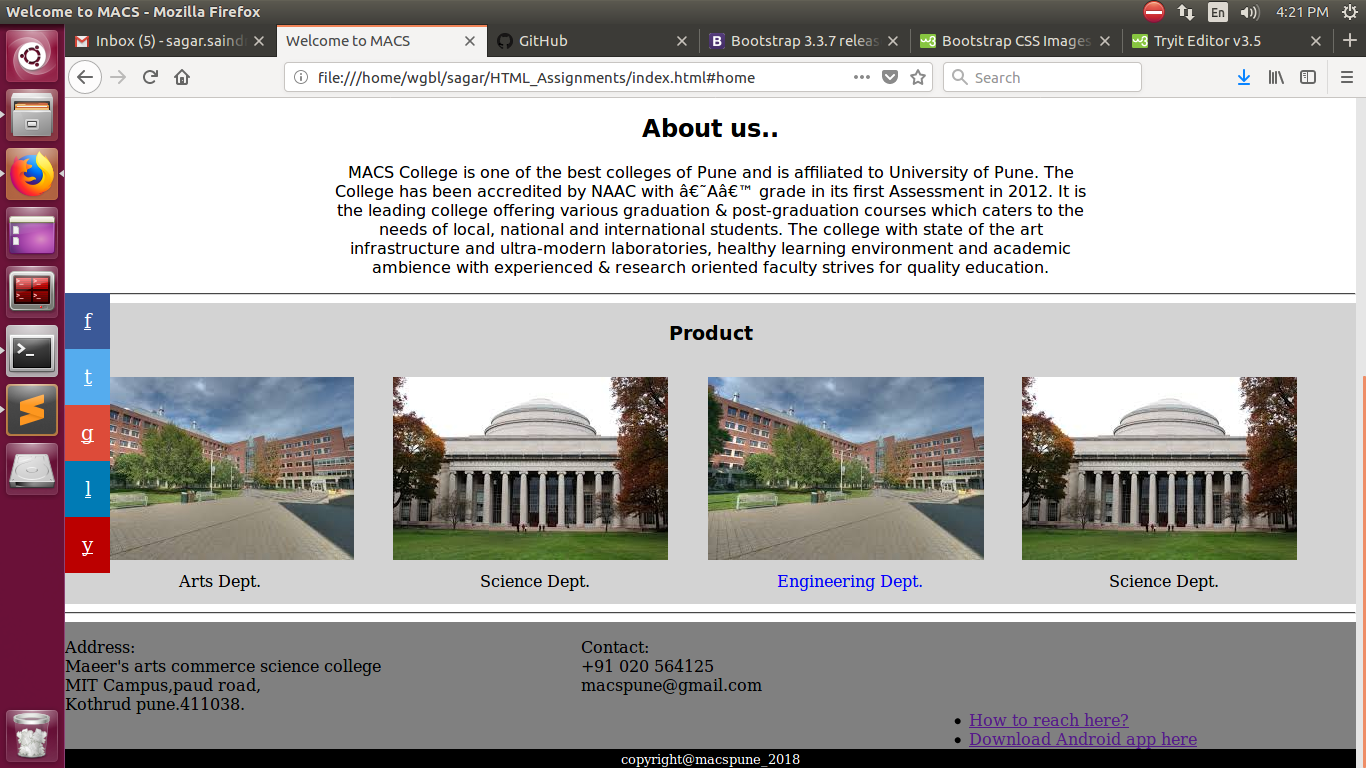 Welcome to MACS - Mozilla Firefox
En
4:21 PM
Inbox (5) - sagar.saind
Welcome to MACS
GitHub
B
Bootstrap 3.3.7 releas
w3
Bootstrap CSS Images
w3
Tryit Editor v3.5
file:///home/wgbl/sagar/HTML_Assignments/index.html#home
Search
About us..
MACS College is one of the best colleges of Pune and is affiliated to University of Pune. The
College has been accredited by NAAC with â€˜Aâ€™ grade in its first Assessment in 2012. It is
the leading college offering various graduation & post-graduation courses which caters to the
needs of local, national and international students. The college with state of the art
infrastructure and ultra-modern laboratories, healthy learning environment and academic
ambience with experienced & research oriented faculty strives for quality education.
f
t
g
l
y
Product
Arts Dept.
Science Dept.
Engineering Dept.
Science Dept.
Address:
Maeer's arts commerce science college
MIT Campus,paud road,
Kothrud pune.411038.
Contact:
+91 020 564125
macspune@gmail.com
How to reach here?
Download Android app here
copyright@macspune_2018